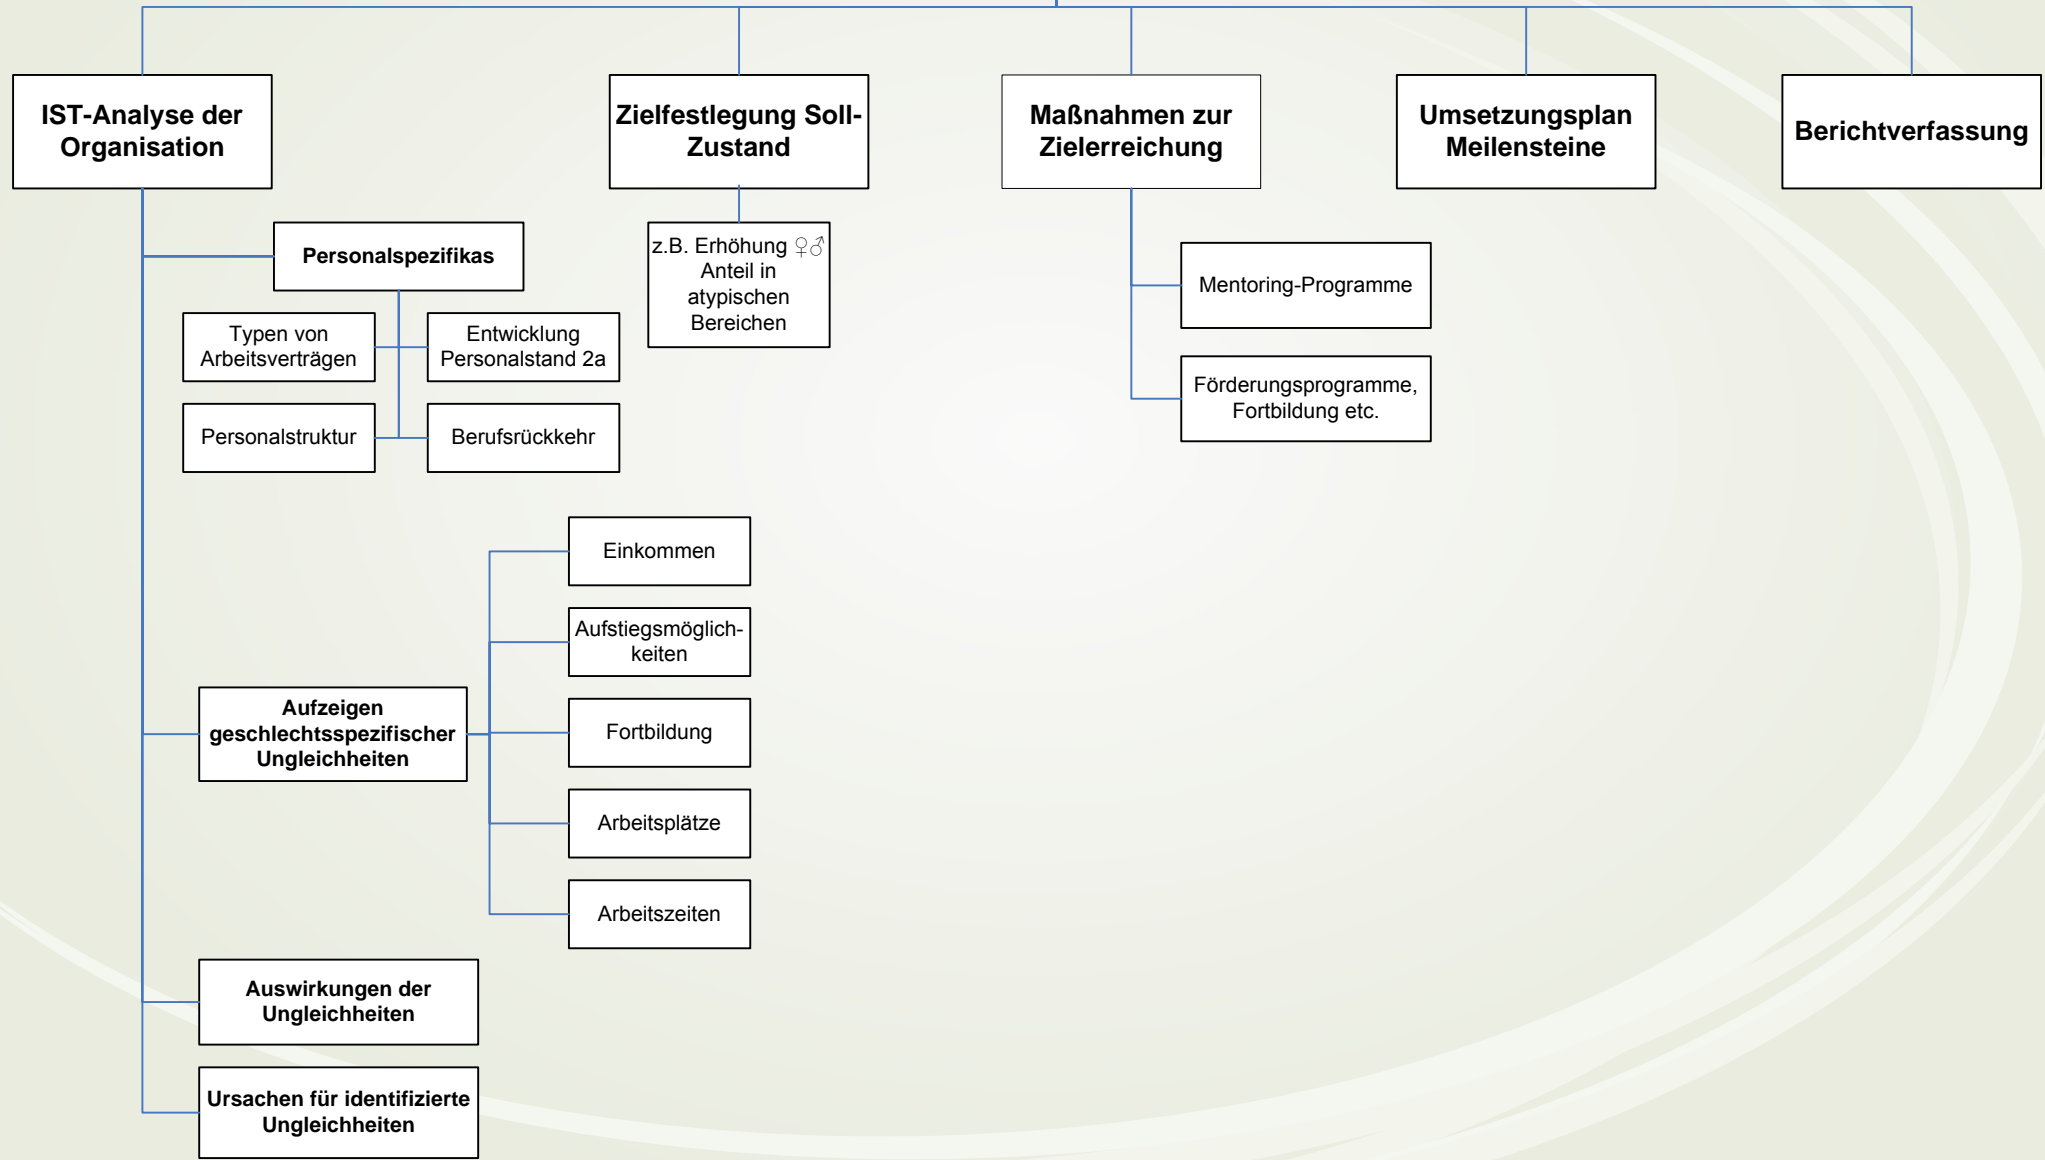 IST-Analyse der
Organisation
Zielfestlegung Soll-
Zustand
Maßnahmen zur
Zielerreichung
Umsetzungsplan
Meilensteine
Berichtverfassung
Personalspezifikas
Typen von
Arbeitsverträgen
Entwicklung
Personalstand 2a
Personalstruktur
Berufsrückkehr
z.B. Erhöhung ♀♂
Anteil in
atypischen
Bereichen
Mentoring-Programme
Förderungsprogramme,
Fortbildung etc.
Aufzeigen
geschlechtsspezifischer
Ungleichheiten
Einkommen
Aufstiegsmöglich-
keiten
Fortbildung
Arbeitsplätze
Arbeitszeiten
Auswirkungen der
Ungleichheiten
Ursachen für identifizierte
Ungleichheiten